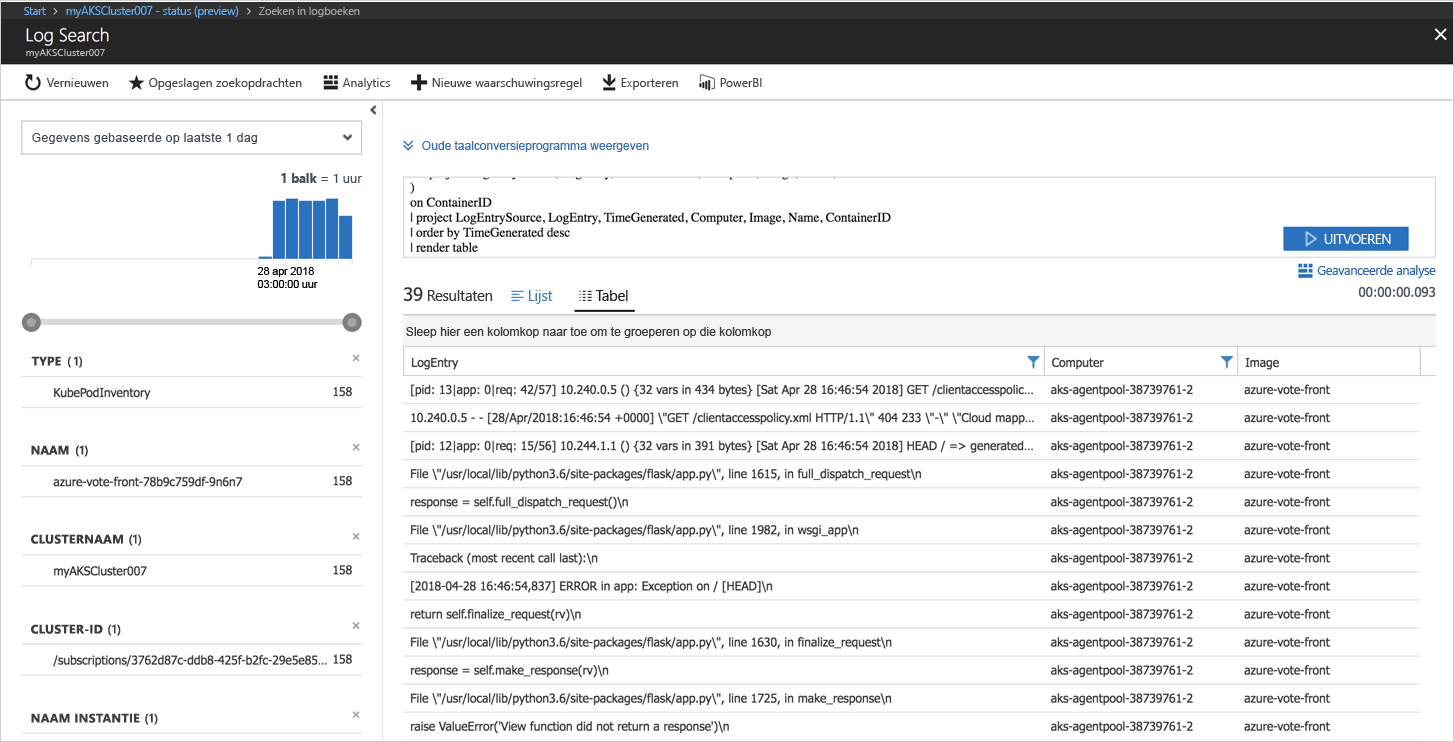 Start > myAKSCluster007 - status (preview) > Zoeken in logboeken
Log Search
myAKSCluster007
Vernieuwen Opgeslagen zoekopdrachten Analytics Nieuwe waarschuwingsregel Exporteren PowerBI
Gegevens gebaseerde op laatste 1 dag
1 balk = 1 uur
28 apr 2018
03:00:00 uur
TYPE (1)
KubePodInventory 158
NAAM (1)
azure-vote-front-78b9c759df-9n6n7 158
CLUSTERNAAM (1)
myAKSCluster007 158
CLUSTER-ID (1)
/subscriptions/3762d87c-ddb8-425f-b2fc-29e5e85... 158
NAAM INSTANTIE (1)
Oude taalconversieprogramma weergeven
)
on ContainerID
| project LogEntrySource, LogEntry, TimeGenerated, Computer, Image, Name, ContainerID
| order by TimeGenerated desc
| render table
UITVOEREN
Geavanceerde analyse
39 Resultaten Lijst Tabel
00:00:00.093
Sleep hier een kolomkop naar toe om te groeperen op die kolomkop
LogEntry Computer Image
[pid: 13|app: 0|req: 42/57] 10.240.0.5 () {32 vars in 434 bytes} [Sat Apr 28 16:46:54 2018] GET /clientaccesspolic... aks-agentpool-38739761-2 azure-vote-front
10.240.0.5 - - [28/Apr/2018:16:46:54 +0000] \"GET /clientaccesspolicy.xml HTTP/1.1\" 404 233 \"-\" \"Cloud mapp... aks-agentpool-38739761-2 azure-vote-front
[pid: 12|app: 0|req: 15/56] 10.244.1.1 () {32 vars in 391 bytes} [Sat Apr 28 16:46:54 2018] HEAD / => generated... aks-agentpool-38739761-2 azure-vote-front
File \"/usr/local/lib/python3.6/site-packages/flask/app.py\", line 1615, in full_dispatch_request\n aks-agentpool-38739761-2 azure-vote-front
response = self.full_dispatch_request()\n aks-agentpool-38739761-2 azure-vote-front
File \"/usr/local/lib/python3.6/site-packages/flask/app.py\", line 1982, in wsgi_app\n aks-agentpool-38739761-2 azure-vote-front
Traceback (most recent call last):\n aks-agentpool-38739761-2 azure-vote-front
[2018-04-28 16:46:54,837] ERROR in app: Exception on / [HEAD]\n aks-agentpool-38739761-2 azure-vote-front
return self.finalize_request(rv)\n aks-agentpool-38739761-2 azure-vote-front
File \"/usr/local/lib/python3.6/site-packages/flask/app.py\", line 1630, in finalize_request\n aks-agentpool-38739761-2 azure-vote-front
response = self.make_response(rv)\n aks-agentpool-38739761-2 azure-vote-front
File \"/usr/local/lib/python3.6/site-packages/flask/app.py\", line 1725, in make_response\n aks-agentpool-38739761-2 azure-vote-front
raise ValueError('View function did not return a response')\n aks-agentpool-38739761-2 azure-vote-front